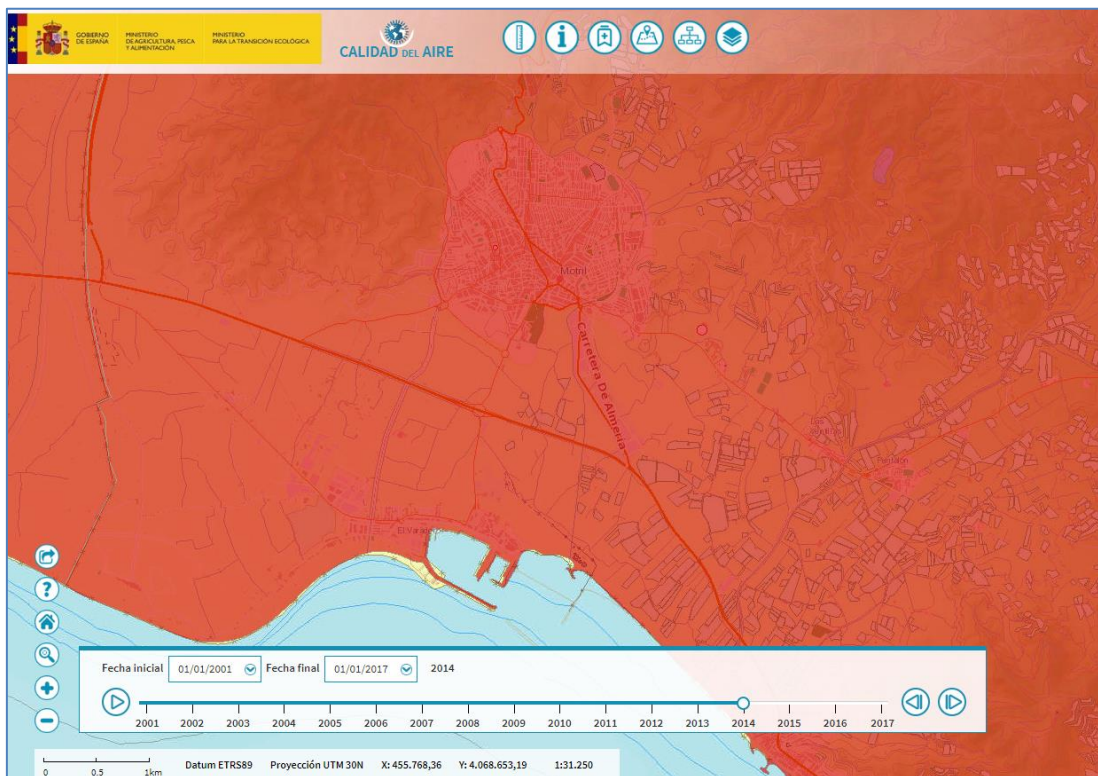 GOBIERNO
DE ESPAÑA
MINISTERIO
DE AGRICULTURA, PESCA
Y ALIMENTACIÓN
MINISTERIO
PARA LA TRANSICIÓN ECOLÓGICA
CALIDAD DEL AIRE
Motril
Carretera De Almería
Fecha inicial 01/01/2001 Fecha final 01/01/2017 2014
2001 2002 2003 2004 2005 2006 2007 2008 2009 2010 2011 2012 2013 2014 2015 2016 2017
0 0.5 1km Datum ETRS89 Proyección UTM 30N X: 455.768,36 Y: 4.068.653,19 1:31.250